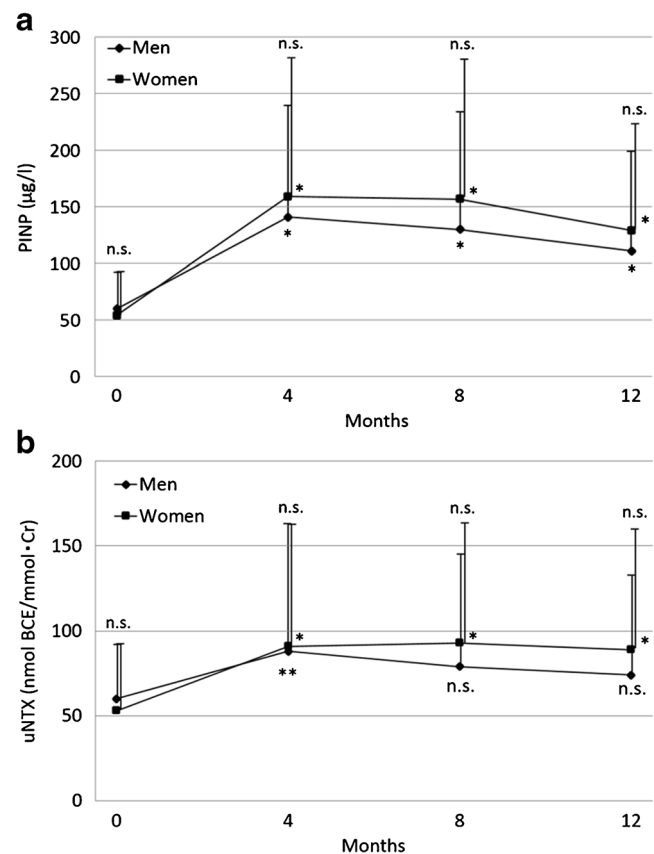 a
300
250
200
150
100
50
0
PINP (µg/l)
Men
Women
n.s.
n.s.
n.s.
n.s.
*
*
*
*
*
*
0 4 8 12
Months
b
200
150
100
50
0
uNTX (nmol BCE/mmol・Cr)
Men
Women
n.s.
n.s.
n.s.
n.s.
*
*
*
**
n.s.
n.s.
0 4 8 12
Months